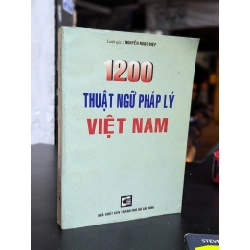 Luật gia : NGUYỄN NGỌC ĐIỆP
1200
THUẬT NGỮ PHÁP LÝ
VIỆT NAM
NHÀ XUẤT BẢN THÀNH PHỐ HỒ CHÍ MINH
STEVE